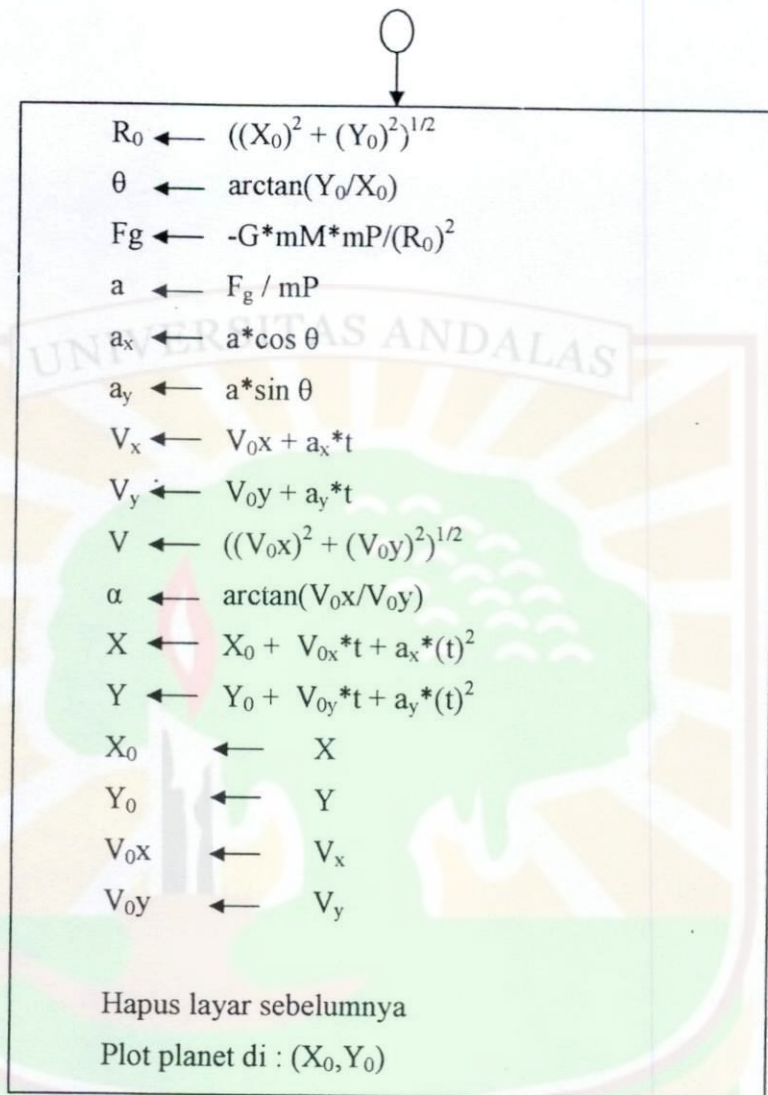 R₀ ← ((X₀)² + (Y₀)²)^1/2
θ ← arctan(Y₀/X₀)
Fg ← -G*mM*mP/(R₀)²
a ← F_g / mP
a_x ← a*cos θ
UNIVERSITAS ANDALAS
a_y ← a*sin θ
V_x ← V₀x + a_x*t
V_y ← V₀y + a_y*t
V ← ((V₀x)² + (V₀y)²)^1/2
α ← arctan(V₀x/V₀y)
X ← X₀ + V₀ₓ*t + a_x*(t)²
Y ← Y₀ + V₀_y*t + a_y*(t)²
X₀ ← X
Y₀ ← Y
V₀x ← V_x
V₀y ← V_y
Hapus layar sebelumnya
Plot planet di : (X₀,Y₀)